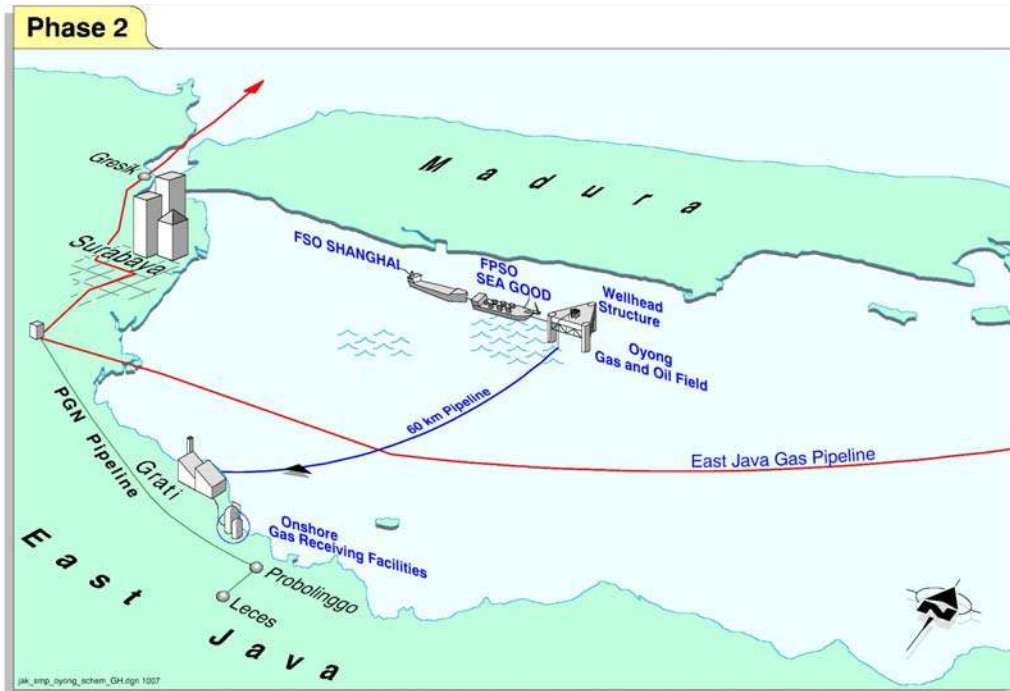 Phase 2
Gresik
Surabaya
Madura
FSO SHANGHAI
FPSO
SEA GOOD
Wellhead
Structure
Oyong
Gas and Oil Field
60 km Pipeline
East Java Gas Pipeline
PGN Pipeline
Grati
Onshore
Gas Receiving Facilities
Probolinggo
Leces
East Java
N
jak_smp_oyong_schem_GH.dgn 1007